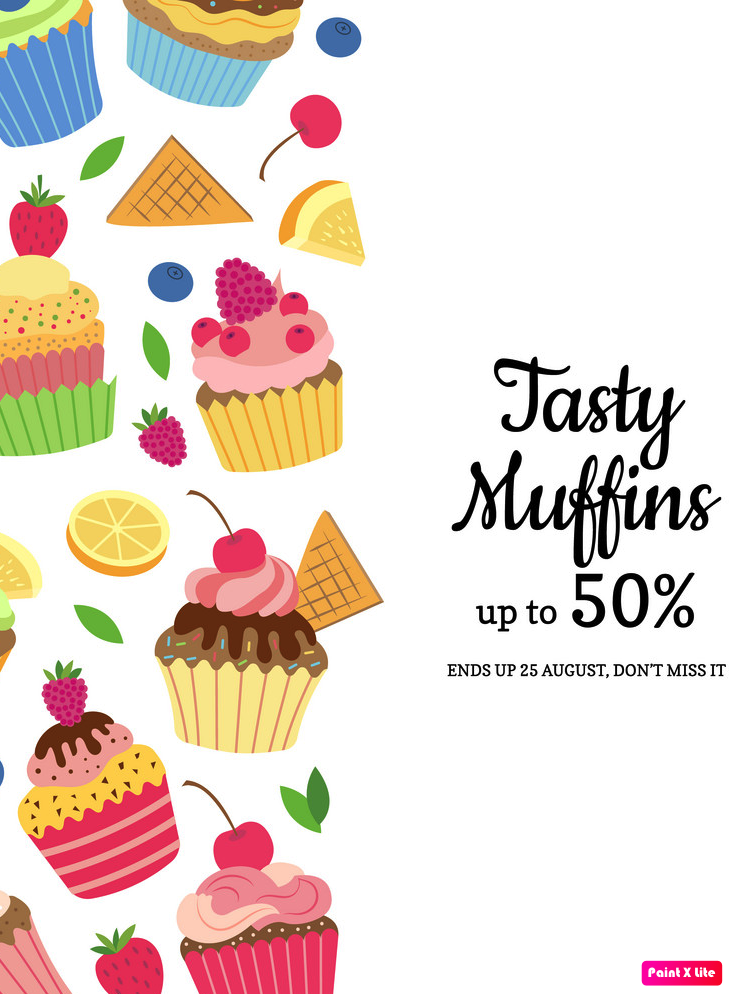 Tasty
Muffins
up to 50%
ENDS UP 25 AUGUST, DON'T MISS IT
Paint X Lite